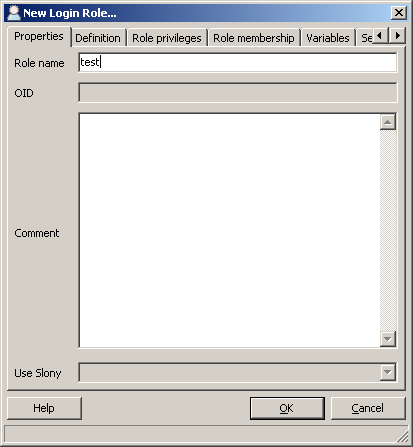 New Login Role...
Properties Definition Role privileges Role membership Variables Se
Role name test
OID
Comment
Use Slony
Help OK Cancel